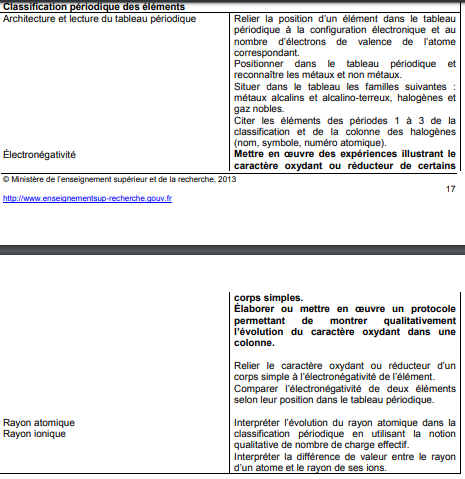 Classification périodique des éléments
Architecture et lecture du tableau périodique
Relier la position d'un élément dans le tableau
périodique à la configuration électronique et au
nombre d'électrons de valence de l'atome
correspondant.
Positionner dans le tableau périodique et
reconnaître les métaux et non métaux.
Situer dans le tableau les familles suivantes :
métaux alcalins et alcalino-terreux, halogènes et
gaz nobles.
Citer les éléments des périodes 1 à 3 de la
classification et de la colonne des halogènes
(nom, symbole, numéro atomique).
Électronégativité
Mettre en œuvre des expériences illustrant le
caractère oxydant ou réducteur de certains
© Ministère de l'enseignement supérieur et de la recherche, 2013
17
http://www.enseignementsup-recherche.gouv.fr
corps simples.
Élaborer ou mettre en œuvre un protocole
permettant de montrer qualitativement
l'évolution du caractère oxydant dans une
colonne.
Relier le caractère oxydant ou réducteur d'un
corps simple à l'électronégativité de l'élément.
Comparer l'électronégativité de deux éléments
selon leur position dans le tableau périodique.
Rayon atomique
Rayon ionique
Interpréter l'évolution du rayon atomique dans la
classification périodique en utilisant la notion
qualitative de nombre de charge effectif.
Interpréter la différence de valeur entre le rayon
d'un atome et le rayon de ses ions.